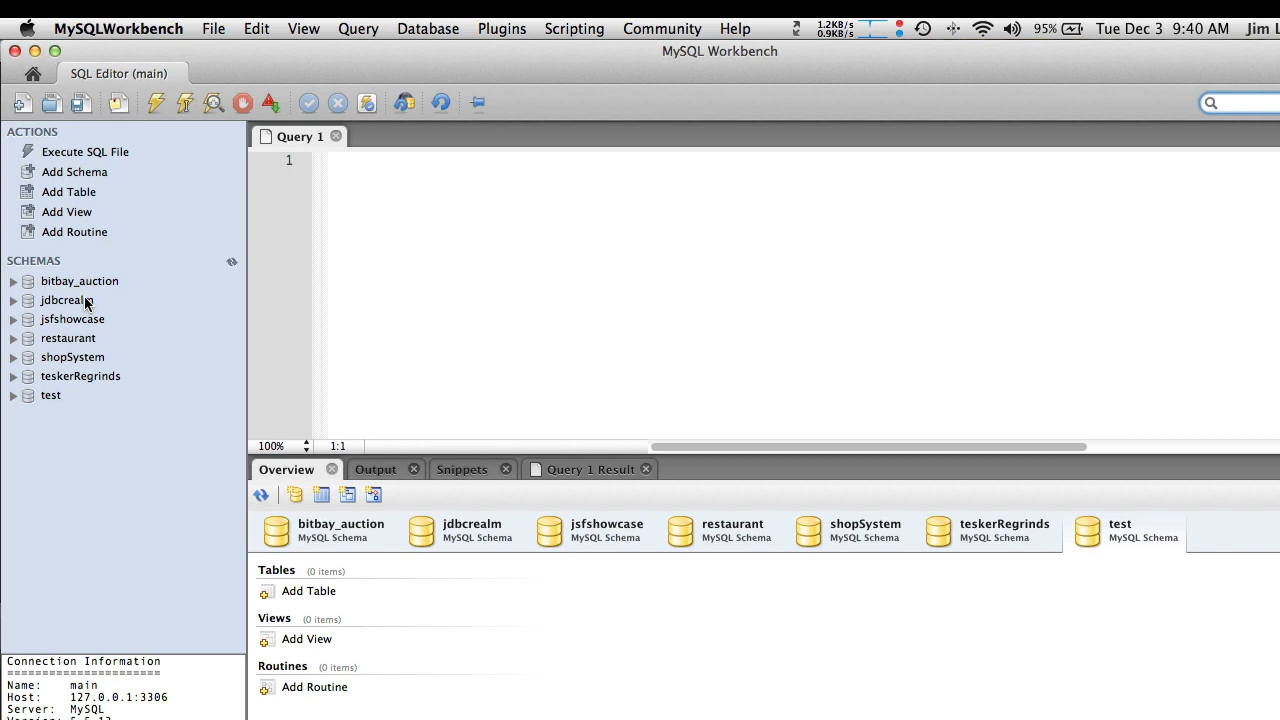 MySQLWorkbench File Edit View Query Database Plugins Scripting Community Help 1.2KB/s 0.9KB/s 95% Tue Dec 3 9:40 AM Jim L
MySQL Workbench
SQL Editor (main)
ACTIONS
Execute SQL File
Add Schema
Add Table
Add View
Add Routine
SCHEMAS
bitbay_auction
jdbcrealm
jsfshowcase
restaurant
shopSystem
teskerRegrinds
test
Connection Information
======================
Name: main
Host: 127.0.0.1:3306
Server: MySQL
Query 1
1
100% 1:1
Overview Output Snippets Query 1 Result
bitbay_auction MySQL Schema
jdbcrealm MySQL Schema
jsfshowcase MySQL Schema
restaurant MySQL Schema
shopSystem MySQL Schema
teskerRegrinds MySQL Schema
test MySQL Schema
Tables (0 items)
Add Table
Views (0 items)
Add View
Routines (0 items)
Add Routine